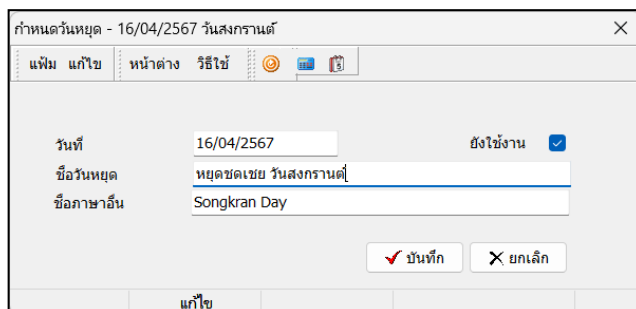 กำหนดวันหยุด - 16/04/2567 วันสงกรานต์
แฟ้ม แก้ไข หน้าต่าง วิธีใช้
วันที่ 16/04/2567 ยังใช้งาน
ชื่อวันหยุด หยุดชดเชย วันสงกรานต์
ชื่อภาษาอื่น Songkran Day
บันทึก ยกเลิก
แก้ไข